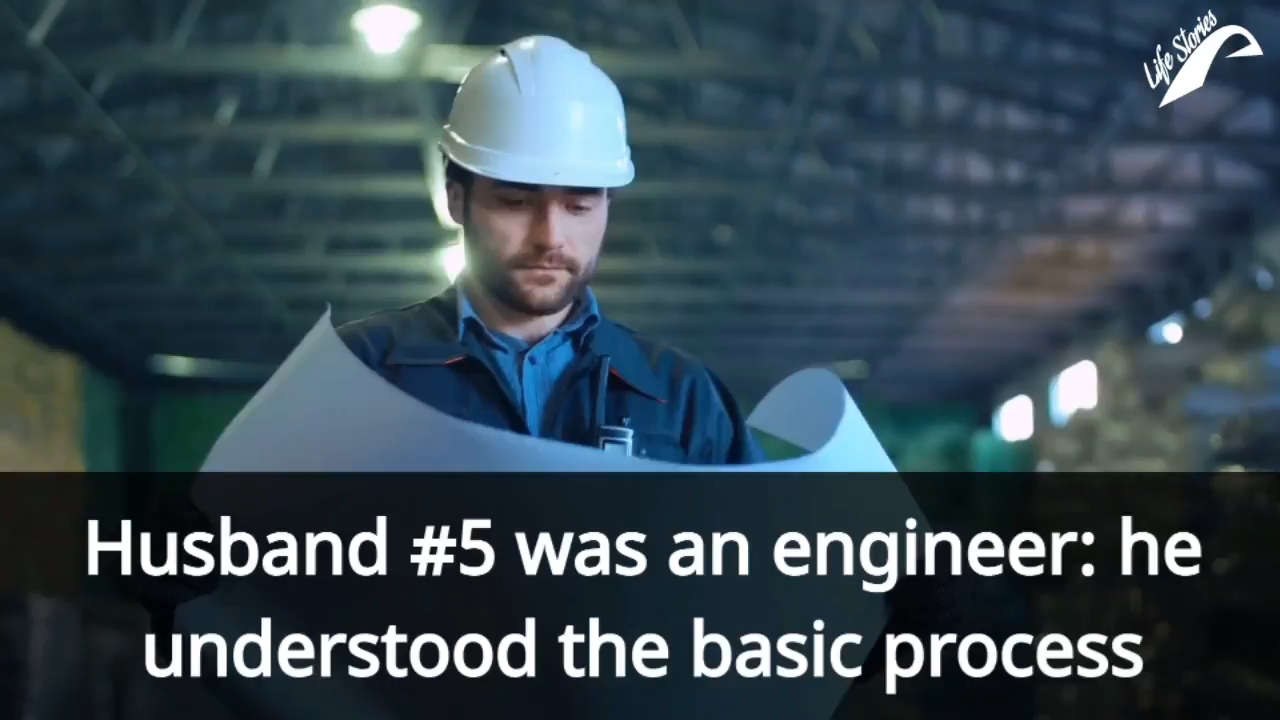 Life Stories
Husband #5 was an engineer: he
understood the basic process